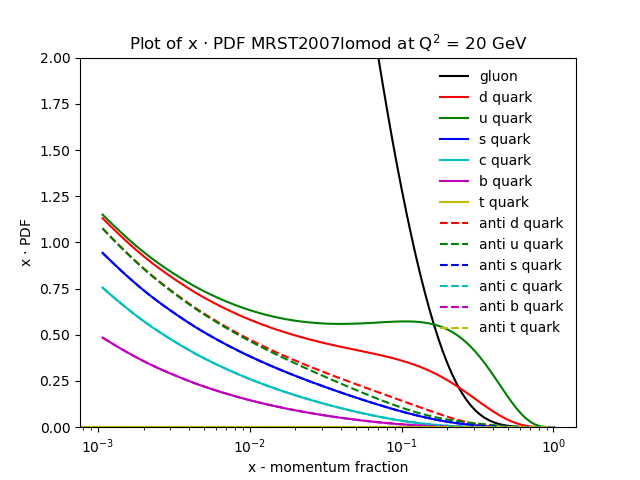 Plot of x · PDF MRST2007lomod at Q² = 20 GeV
2.00
1.75
1.50
1.25
1.00
0.75
0.50
0.25
0.00
x · PDF
gluon
d quark
u quark
s quark
c quark
b quark
t quark
anti d quark
anti u quark
anti s quark
anti c quark
anti b quark
anti t quark
10⁻³ 10⁻² 10⁻¹ 10⁰
x - momentum fraction